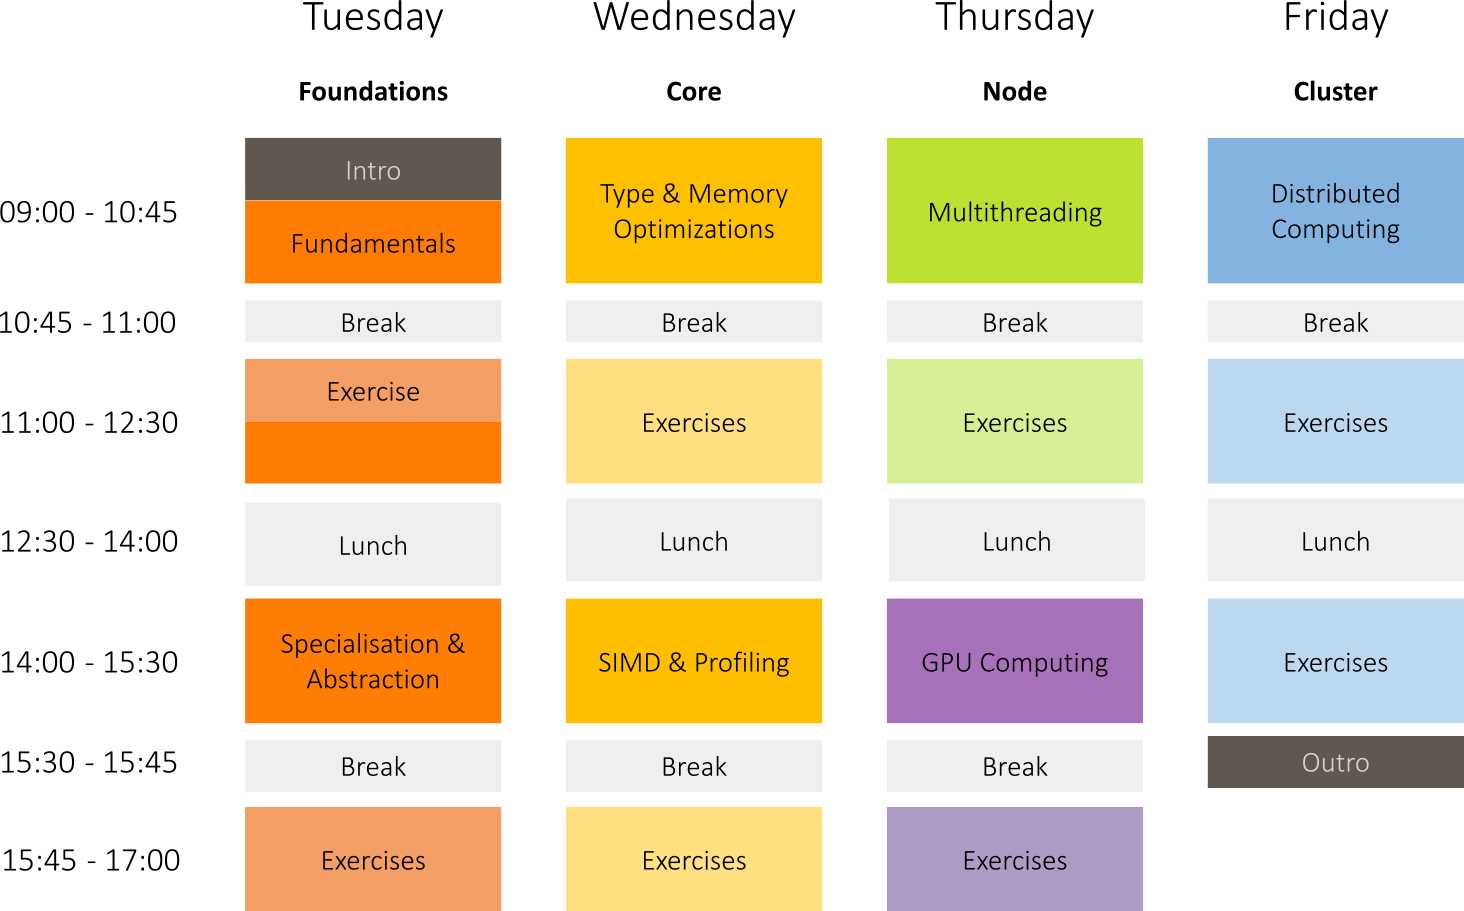 Tuesday Wednesday Thursday Friday
Foundations Core Node Cluster
09:00 - 10:45
Intro
Fundamentals
Type & Memory
Optimizations
Multithreading
Distributed
Computing
10:45 - 11:00 Break Break Break Break
11:00 - 12:30
Exercise
Exercises Exercises Exercises
12:30 - 14:00 Lunch Lunch Lunch Lunch
14:00 - 15:30
Specialisation &
Abstraction
SIMD & Profiling GPU Computing Exercises
15:30 - 15:45 Break Break Break Outro
15:45 - 17:00 Exercises Exercises Exercises